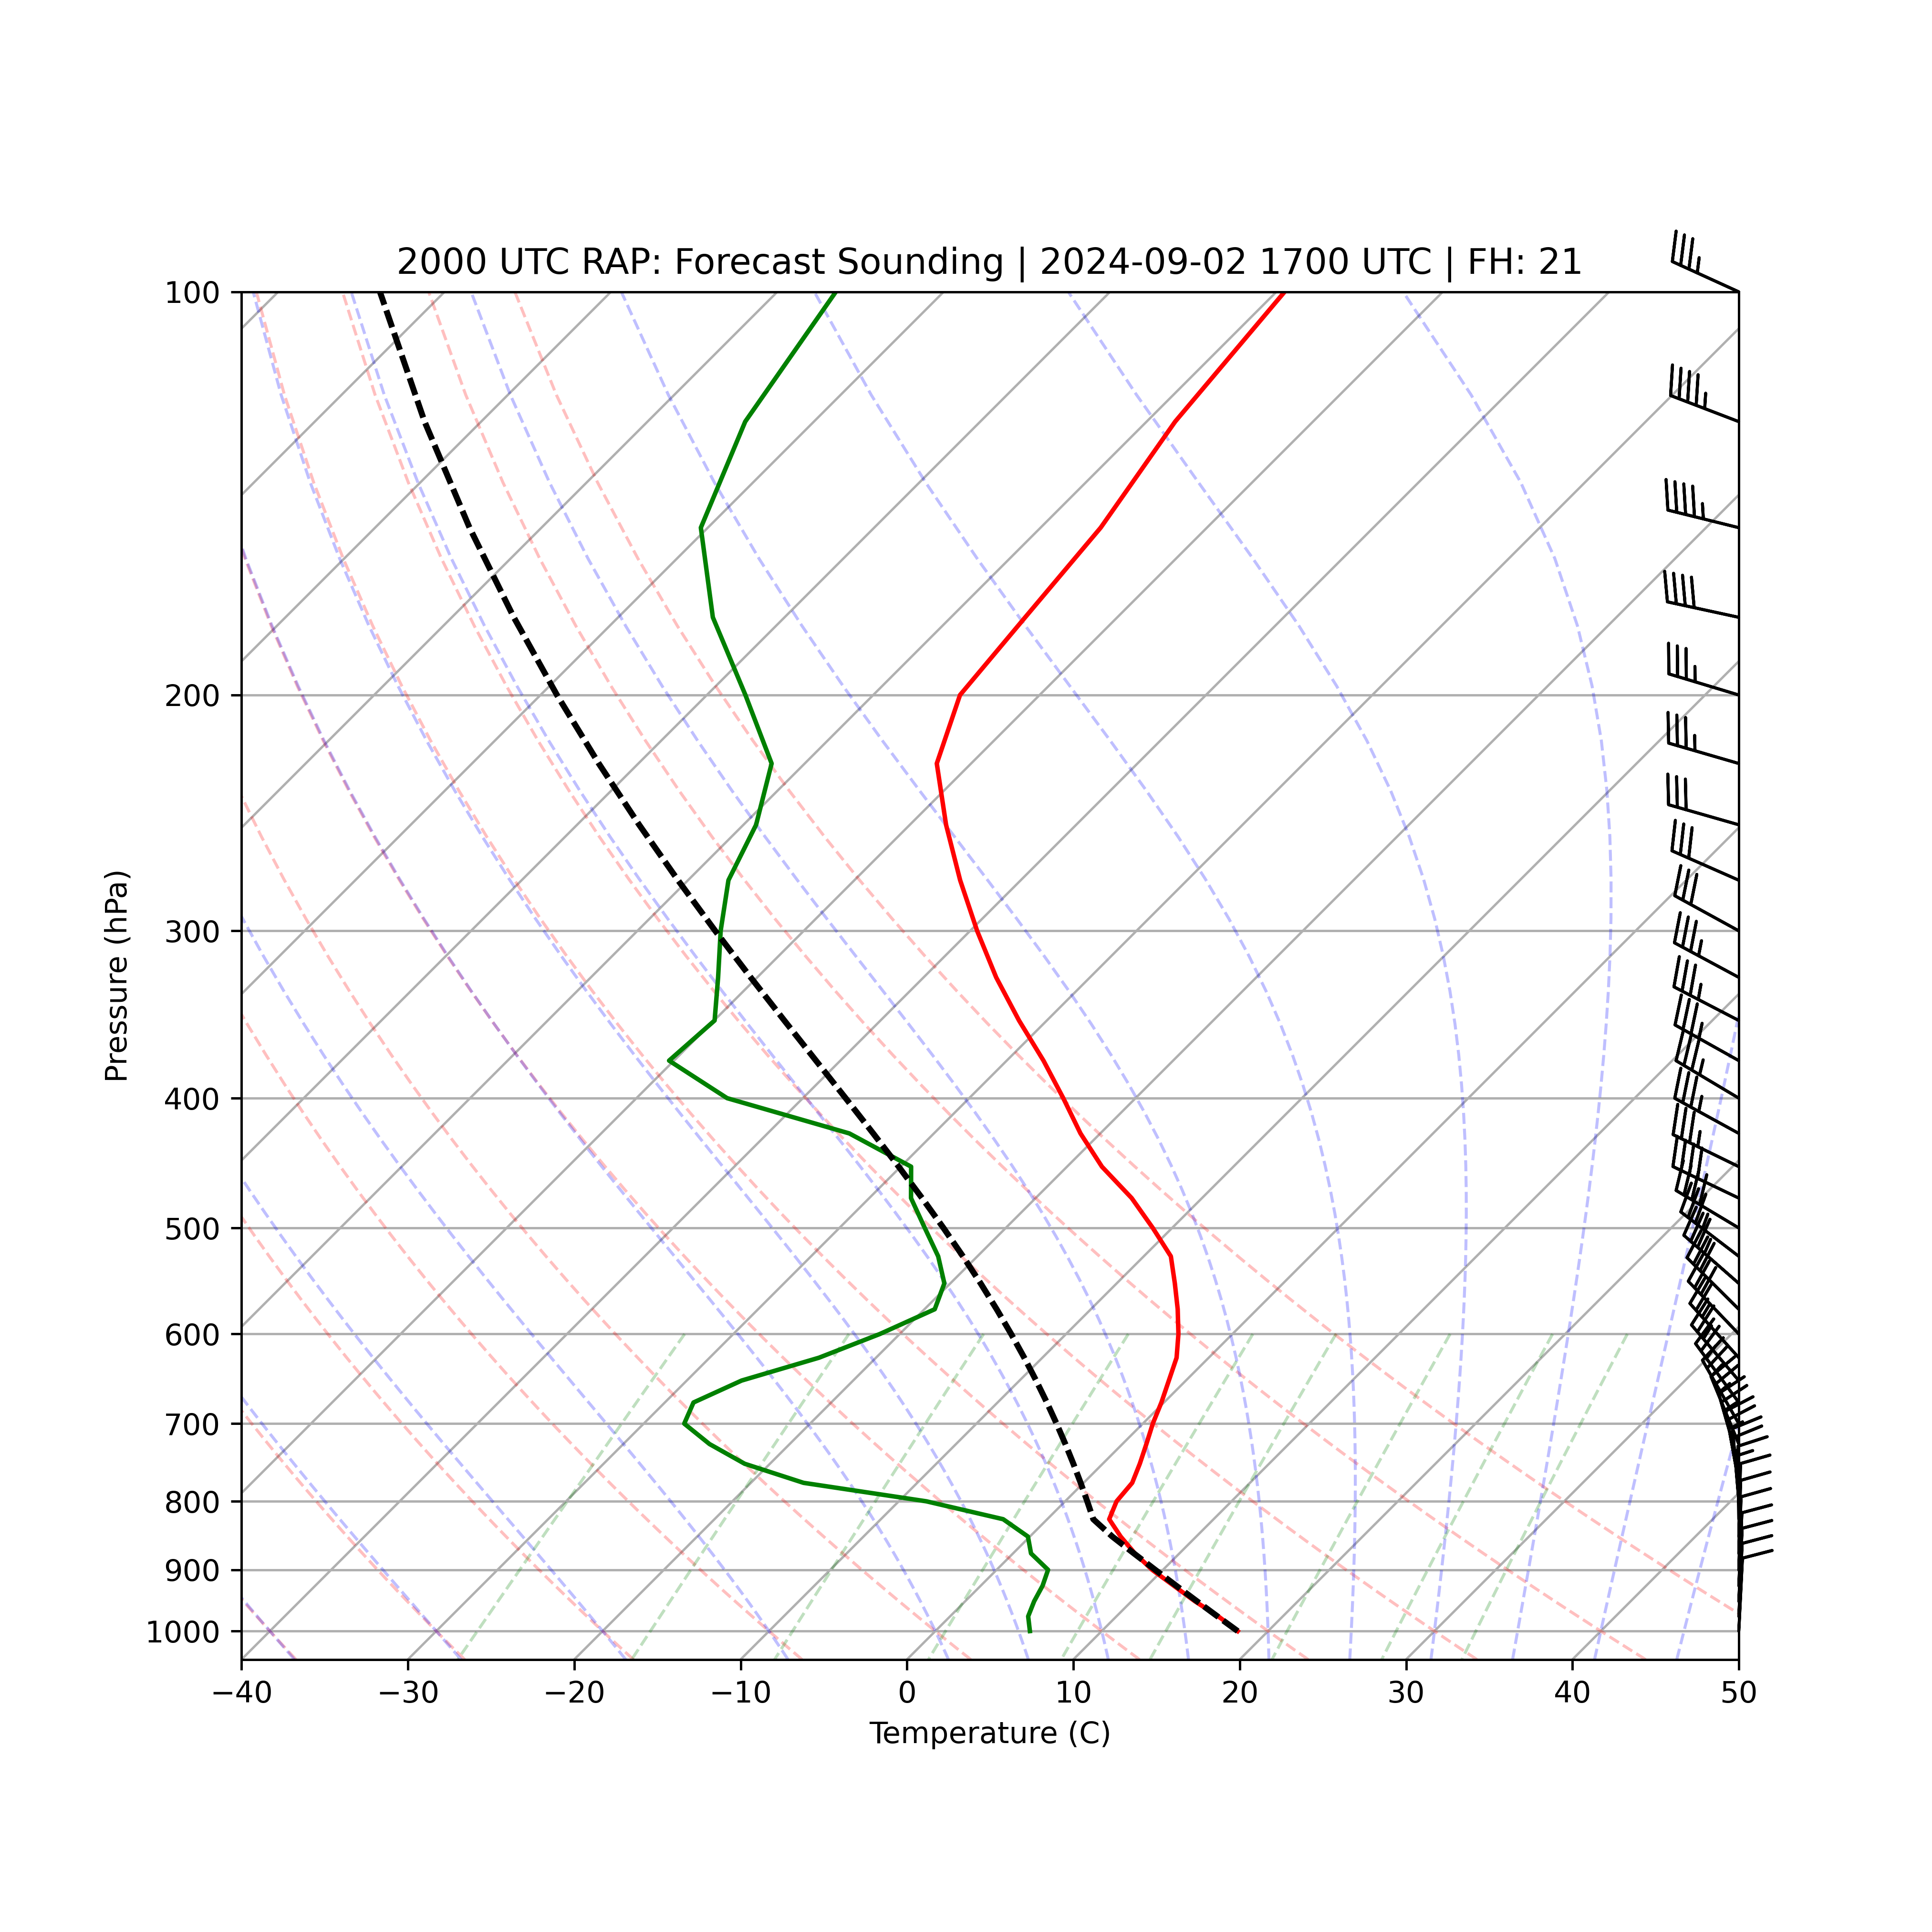 2000 UTC RAP: Forecast Sounding | 2024-09-02 1700 UTC | FH: 21
100
200
300
400
500
600
700
800
900
1000
Pressure (hPa)
−40 −30 −20 −10 0 10 20 30 40 50
Temperature (C)